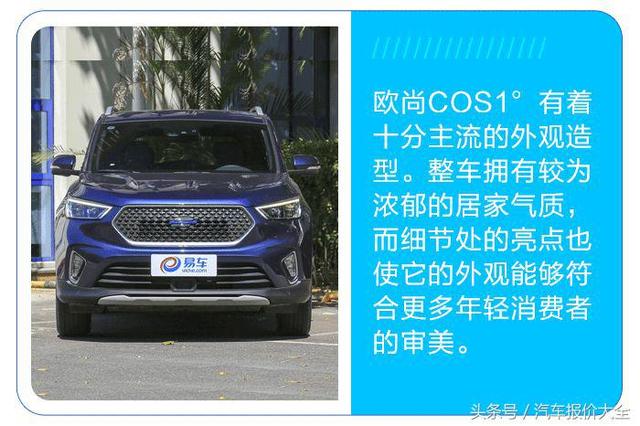 易车
yiche.com
欧尚COS1°有着
十分主流的外观造
型。整车拥有较为
浓郁的居家气质，
而细节处的亮点也
使它的外观能够符
合更多年轻消费者
的审美。
头条号／汽车报价大全